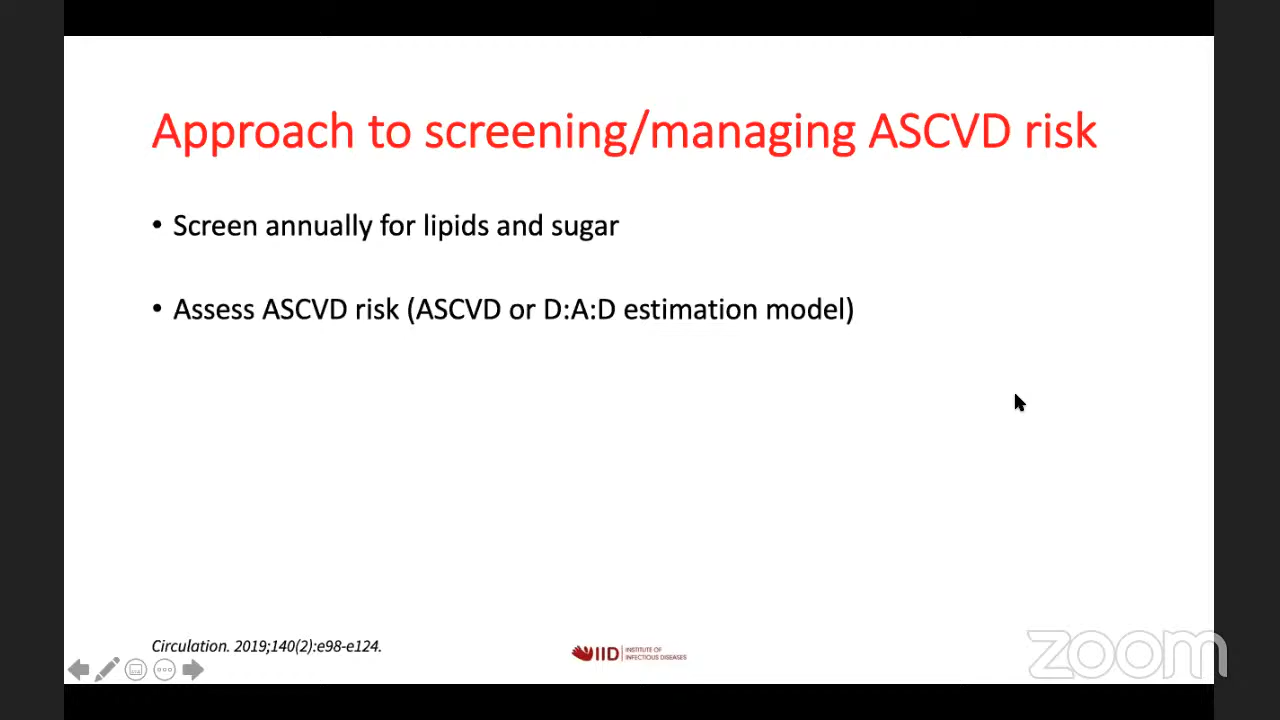 Approach to screening/managing ASCVD risk
• Screen annually for lipids and sugar
• Assess ASCVD risk (ASCVD or D:A:D estimation model)
Circulation. 2019;140(2):e98-e124.
IID
INSTITUTE OF
INFECTIOUS DISEASES
zoom